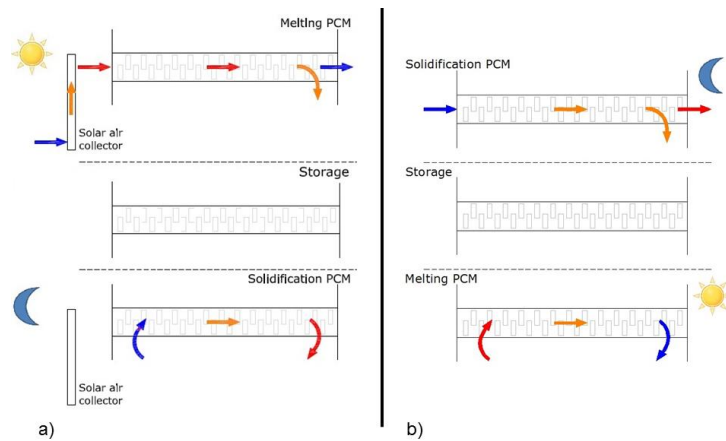 Melting PCM
Solar air
collector
Storage
Solidification PCM
Solar air
collector
a)
Solidification PCM
Storage
Melting PCM
b)